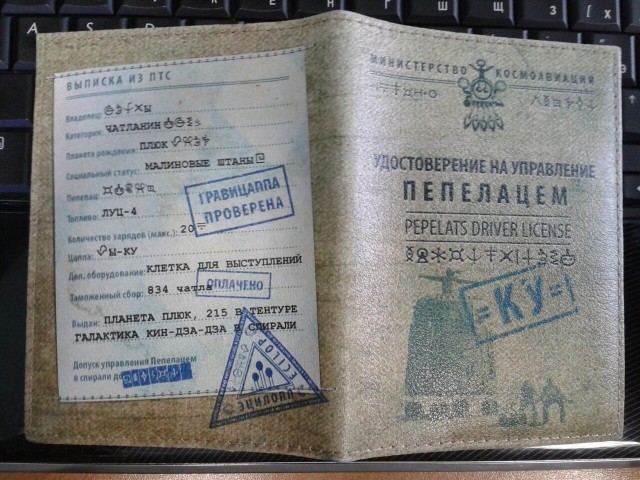 ВЫПИСКА ИЗ ПТС
Владелец:
Категория: ЧАТЛАНИН
Планета рождения: ПЛЮК
Социальный статус: МАЛИНОВЫЕ ШТАНЫ
Пепелац:
Топливо: ЛУЦ-4
Количество зарядов (макс.): 20
Цаппа: Ы-КУ
Доп. оборудование: КЛЕТКА ДЛЯ ВЫСТУПЛЕНИЙ
Таможенный сбор: 834 чатла
Выдан: ПЛАНЕТА ПЛЮК, 215 В ТЕНТУРЕ
ГАЛАКТИКА КИН-ДЗА-ДЗА В СПИРАЛИ
Допуск управления Пепелацем
в спирали до
ГРАВИЦАППА
ПРОВЕРЕНА
ОПЛАЧЕНО
МИНИСТЕРСТВО КОСМОАВИАЦИЙ
УДОСТОВЕРЕНИЕ НА УПРАВЛЕНИЕ
ПЕПЕЛАЦЕМ
PEPELATS DRIVER LICENSE
=КУ=